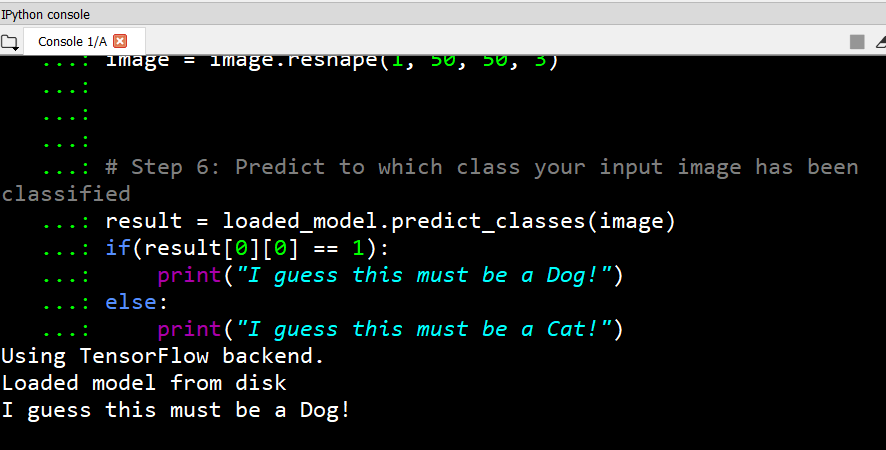 IPython console
Console 1/A
...: image = image.reshape(1, 50, 50, 3)
...:
...:
...:
...: # Step 6: Predict to which class your input image has been
classified
...: result = loaded_model.predict_classes(image)
...: if(result[0][0] == 1):
...:     print("I guess this must be a Dog!")
...: else:
...:     print("I guess this must be a Cat!")
Using TensorFlow backend.
Loaded model from disk
I guess this must be a Dog!